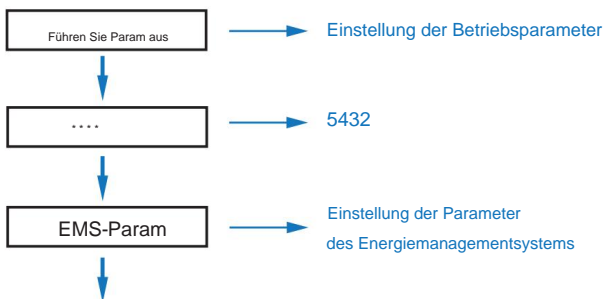 Führen Sie Param aus
Einstellung der Betriebsparameter
....
5432
EMS-Param
Einstellung der Parameter
des Energiemanagementsystems